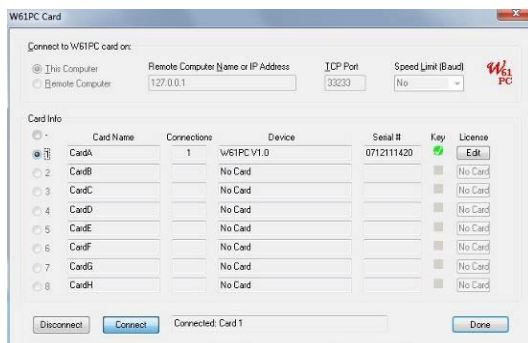 W61PC Card
Connect to W61PC card on:
This Computer
Remote Computer
Remote Computer Name or IP Address
127.0.0.1
TCP Port
33233
Speed Limit (Baud)
No
W61
PC
Card Info
- Card Name Connections Device Serial # Key License
1 CardA 1 W61PC V1.0 0712111420 Edit
2 CardB No Card No Card
3 CardC No Card No Card
4 CardD No Card No Card
5 CardE No Card No Card
6 CardF No Card No Card
7 CardG No Card No Card
8 CardH No Card No Card
Disconnect Connect Connected: Card 1 Done